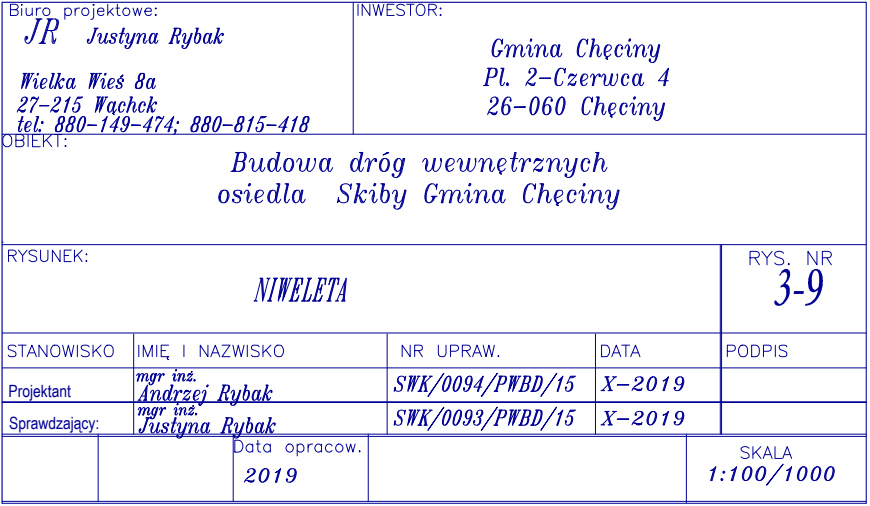 Biuro projektowe:
JR Justyna Rybak
Wielka Wieś 8a
27-215 Wąchck
tel: 880-149-474; 880-815-418
INWESTOR:
Gmina Chęciny
Pl. 2-Czerwca 4
26-060 Chęciny
OBIEKT:
Budowa dróg wewnętrznych
osiedla Skiby Gmina Chęciny
RYSUNEK:
NIWELETA
RYS. NR
3-9
STANOWISKO IMIĘ I NAZWISKO NR UPRAW. DATA PODPIS
Projektant mgr inż.
Andrzej Rybak SWK/0094/PWBD/15 X-2019
Sprawdzający: mgr inż.
Justyna Rybak SWK/0093/PWBD/15 X-2019
Data opracow.
2019
SKALA
1:100/1000